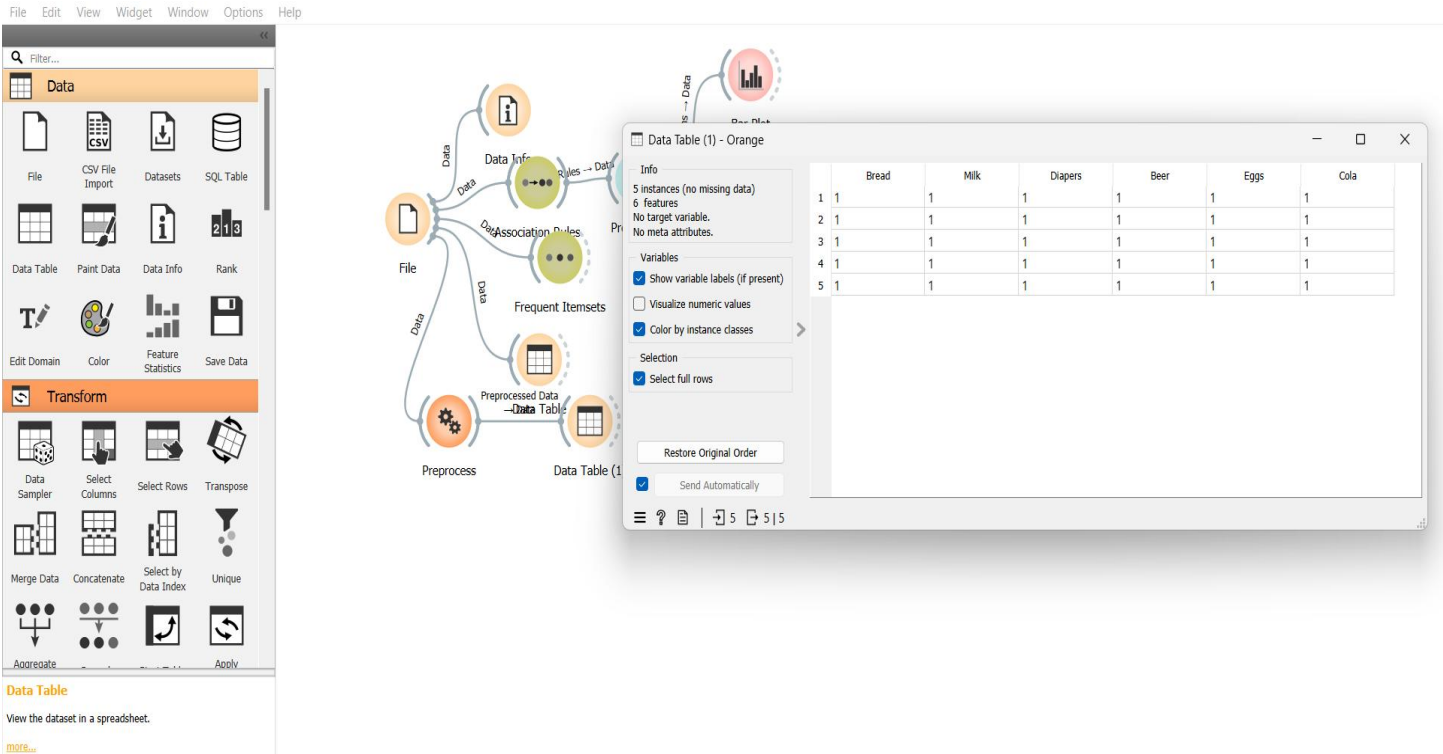 File Edit View Widget Window Options Help
Filter...
Data
File
CSV
CSV File
Import
Datasets
SQL Table
Data Table
Paint Data
Data Info
213
Rank
Edit Domain
Color
Feature
Statistics
Save Data
Transform
Data
Sampler
Select
Columns
Select Rows
Transpose
Merge Data
Concatenate
Select by
Data Index
Unique
Aggregate
Apply
Data Table
View the dataset in a spreadsheet.
more...
File
Data
Data Info
Data
Rules → Data
Association Rules
Data
Frequent Itemsets
Data
Data Table
Data
Preprocess
Preprocessed Data
→ Data
Data Table (1
→ Data
Bar Plot
Data Table (1) - Orange
Info
5 instances (no missing data)
6 features
No target variable.
No meta attributes.
Variables
Show variable labels (if present)
Visualize numeric values
Color by instance classes
Selection
Select full rows
Restore Original Order
Send Automatically
5 5|5
Bread Milk Diapers Beer Eggs Cola
1 1 1 1 1 1 1
2 1 1 1 1 1 1
3 1 1 1 1 1 1
4 1 1 1 1 1 1
5 1 1 1 1 1 1